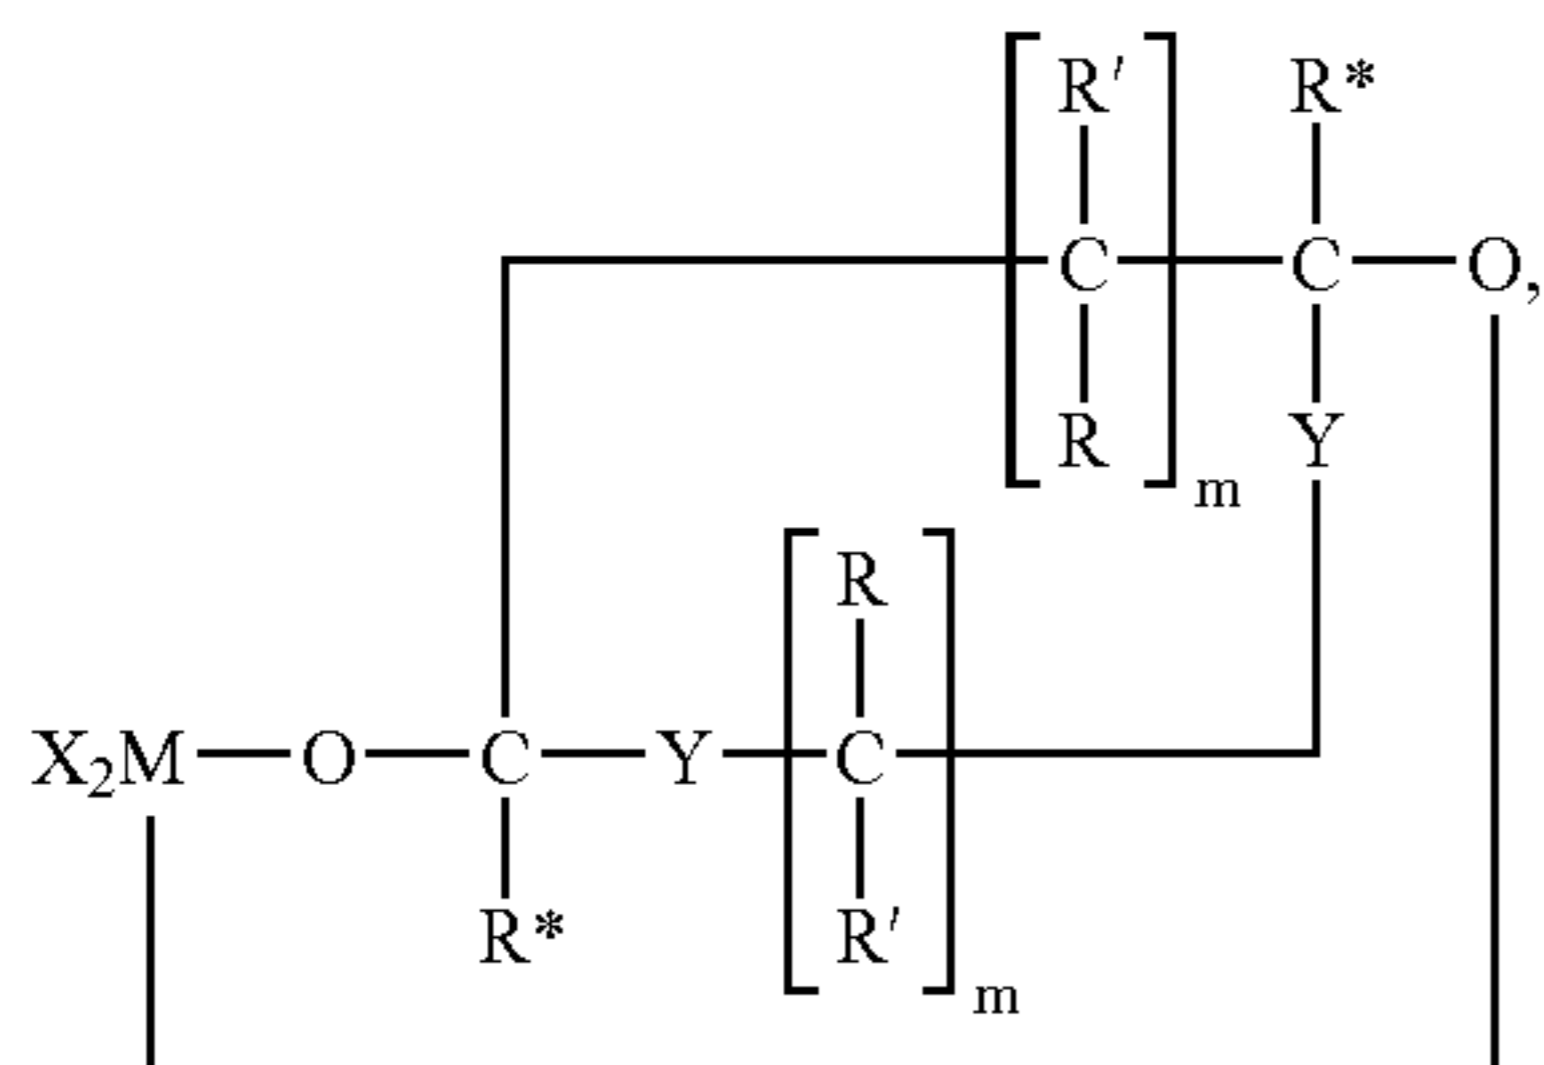 R′ R*
C C O,
R Y
m
R
X₂M O C Y C
R* R′
m